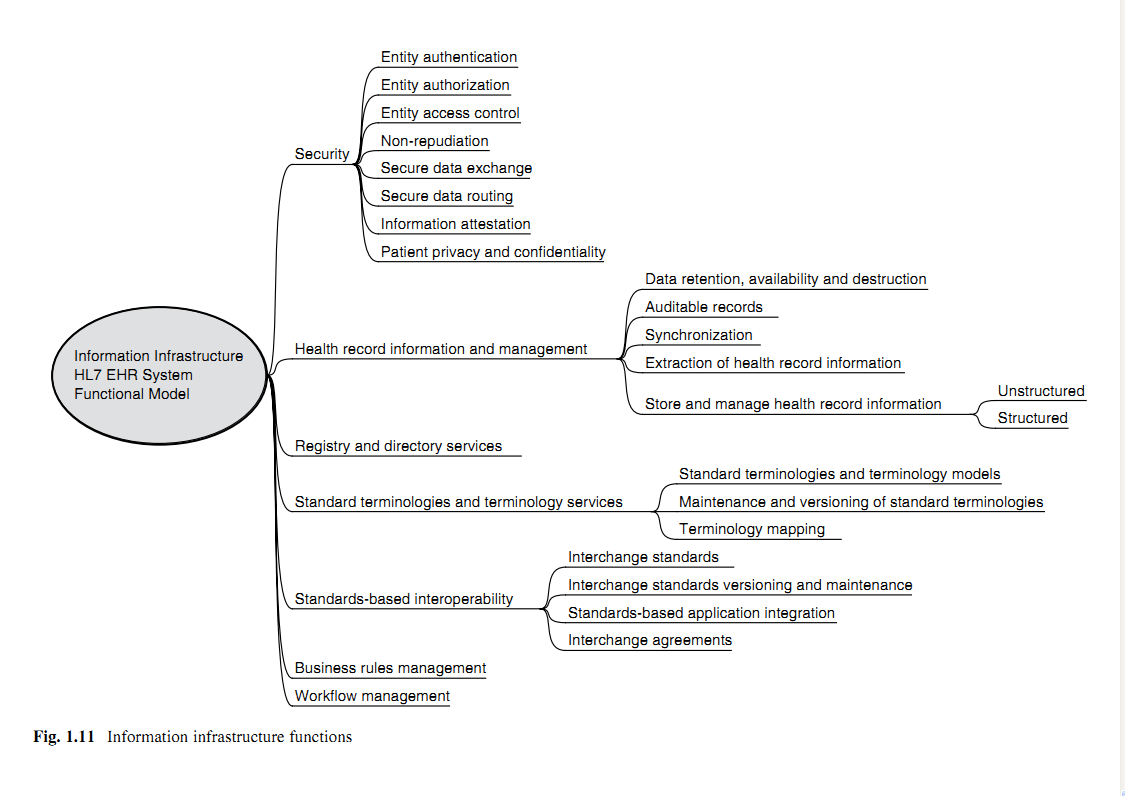 Entity authentication
Entity authorization
Entity access control
Non-repudiation
Security
Secure data exchange
Secure data routing
Information attestation
Patient privacy and confidentiality
Data retention, availability and destruction
Auditable records
Synchronization
Health record information and management
Extraction of health record information
Store and manage health record information
Unstructured
Structured
Information Infrastructure
HL7 EHR System
Functional Model
Registry and directory services
Standard terminologies and terminology services
Standard terminologies and terminology models
Maintenance and versioning of standard terminologies
Terminology mapping
Standards-based interoperability
Interchange standards
Interchange standards versioning and maintenance
Standards-based application integration
Interchange agreements
Business rules management
Workflow management
Fig. 1.11 Information infrastructure functions